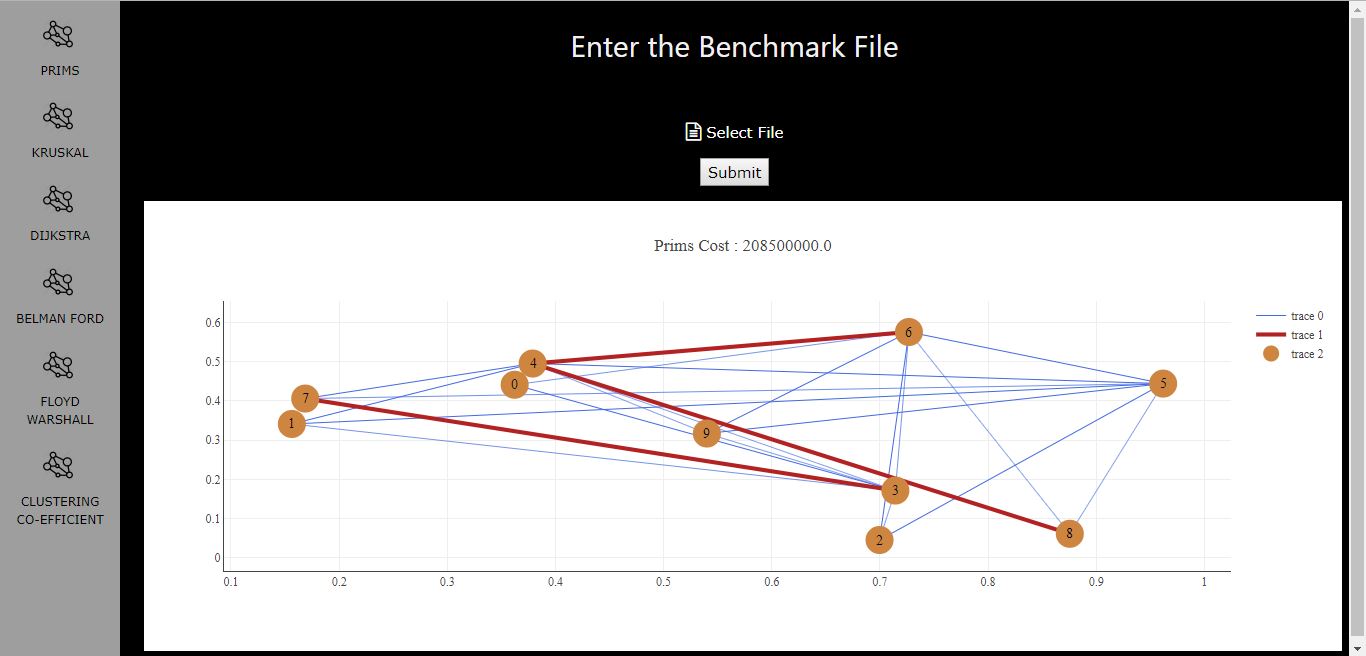 PRIMS
KRUSKAL
DIJKSTRA
BELMAN FORD
FLOYD
WARSHALL
CLUSTERING
CO-EFFICIENT
Enter the Benchmark File
Select File
Submit
Prims Cost : 208500000.0
0.6
0.5
0.4
0.3
0.2
0.1
0
0.1 0.2 0.3 0.4 0.5 0.6 0.7 0.8 0.9 1
6
4
0
5
7
1
9
3
2
8
trace 0
trace 1
trace 2